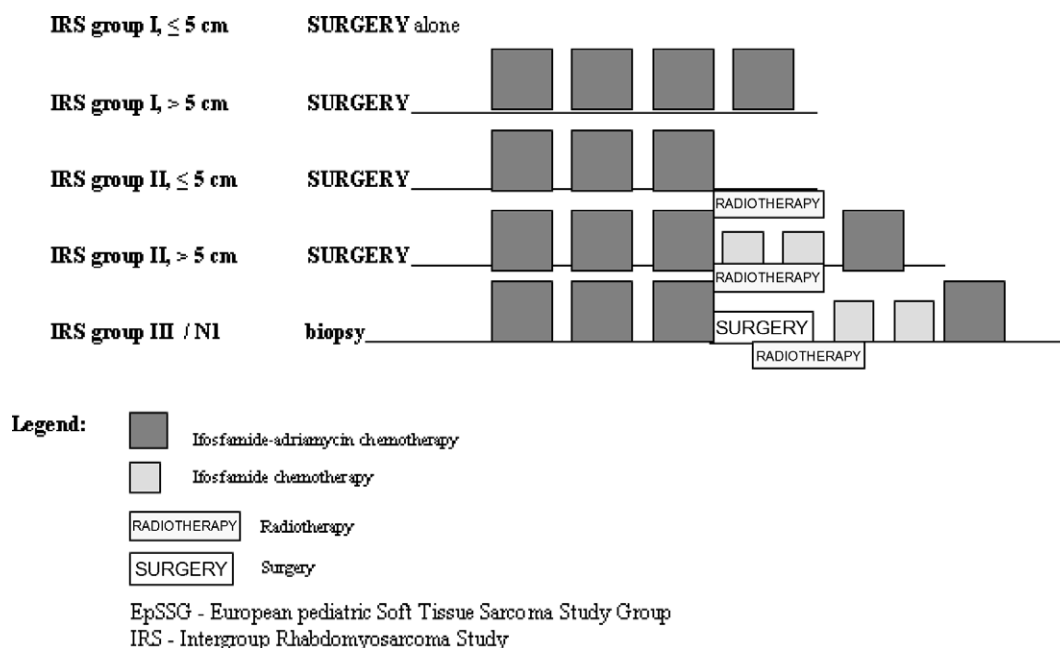 IRS group I, ≤ 5 cm SURGERY alone
IRS group I, > 5 cm SURGERY
IRS group II, ≤ 5 cm SURGERY
RADIOTHERAPY
IRS group II, > 5 cm SURGERY
RADIOTHERAPY
IRS group III / N1 biopsy SURGERY
RADIOTHERAPY
Legend:
Ifosfamide-adriamycin chemotherapy
Ifosfamide chemotherapy
RADIOTHERAPY Radiotherapy
SURGERY Surgery
EpSSG - European pediatric Soft Tissue Sarcoma Study Group
IRS - Intergroup Rhabdomyosarcoma Study